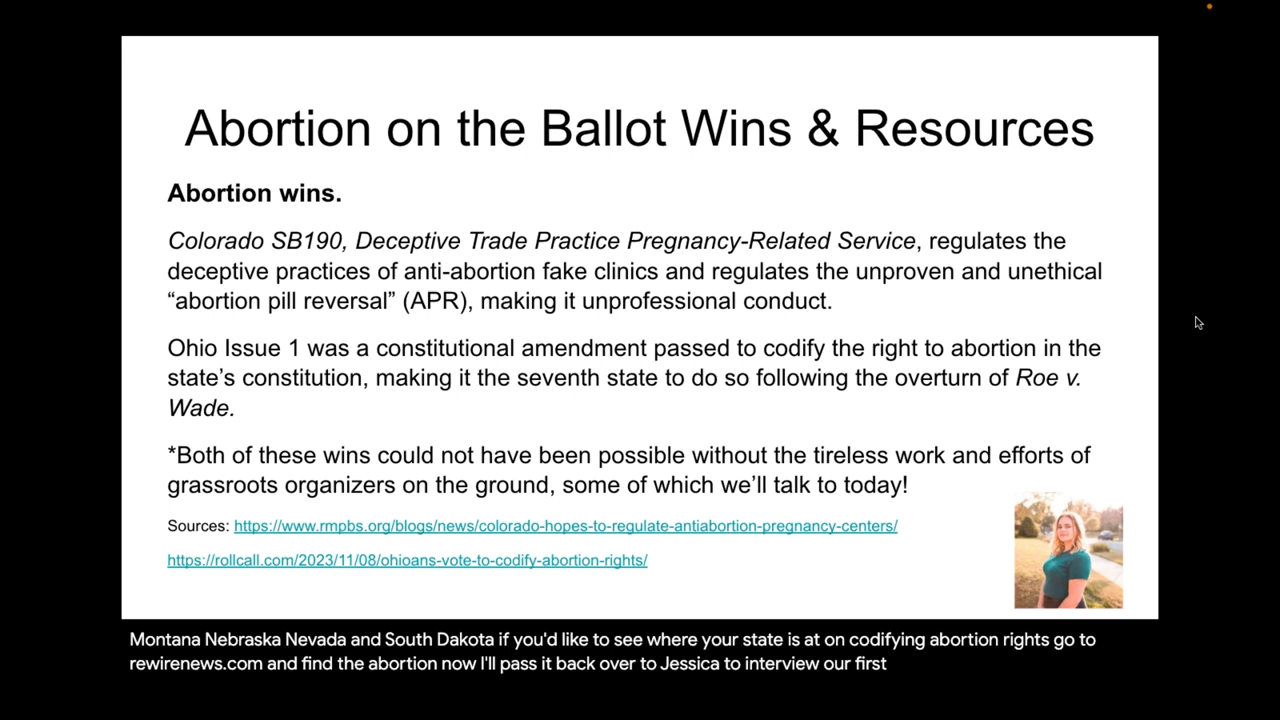 Abortion on the Ballot Wins & Resources
Abortion wins.
Colorado SB190, Deceptive Trade Practice Pregnancy-Related Service, regulates the
deceptive practices of anti-abortion fake clinics and regulates the unproven and unethical
“abortion pill reversal” (APR), making it unprofessional conduct.
Ohio Issue 1 was a constitutional amendment passed to codify the right to abortion in the
state’s constitution, making it the seventh state to do so following the overturn of Roe v.
Wade.
*Both of these wins could not have been possible without the tireless work and efforts of
grassroots organizers on the ground, some of which we’ll talk to today!
Sources: https://www.rmpbs.org/blogs/news/colorado-hopes-to-regulate-antiabortion-pregnancy-centers/
https://rollcall.com/2023/11/08/ohioans-vote-to-codify-abortion-rights/
Montana Nebraska Nevada and South Dakota if you'd like to see where your state is at on codifying abortion rights go to
rewirenews.com and find the abortion now I'll pass it back over to Jessica to interview our first